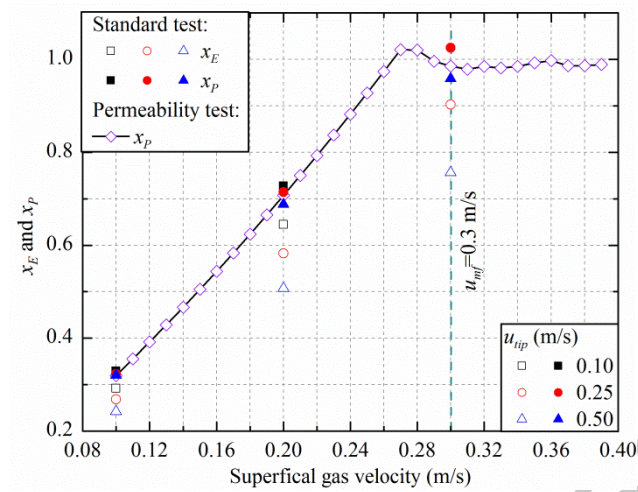 Standard test:
x_E
x_P
Permeability test:
x_P
1.0
0.8
0.6
0.4
0.2
x_E and x_P
u_mf=0.3 m/s
u_tip (m/s)
0.10
0.25
0.50
0.08 0.12 0.16 0.20 0.24 0.28 0.32 0.36 0.40
Superfical gas velocity (m/s)